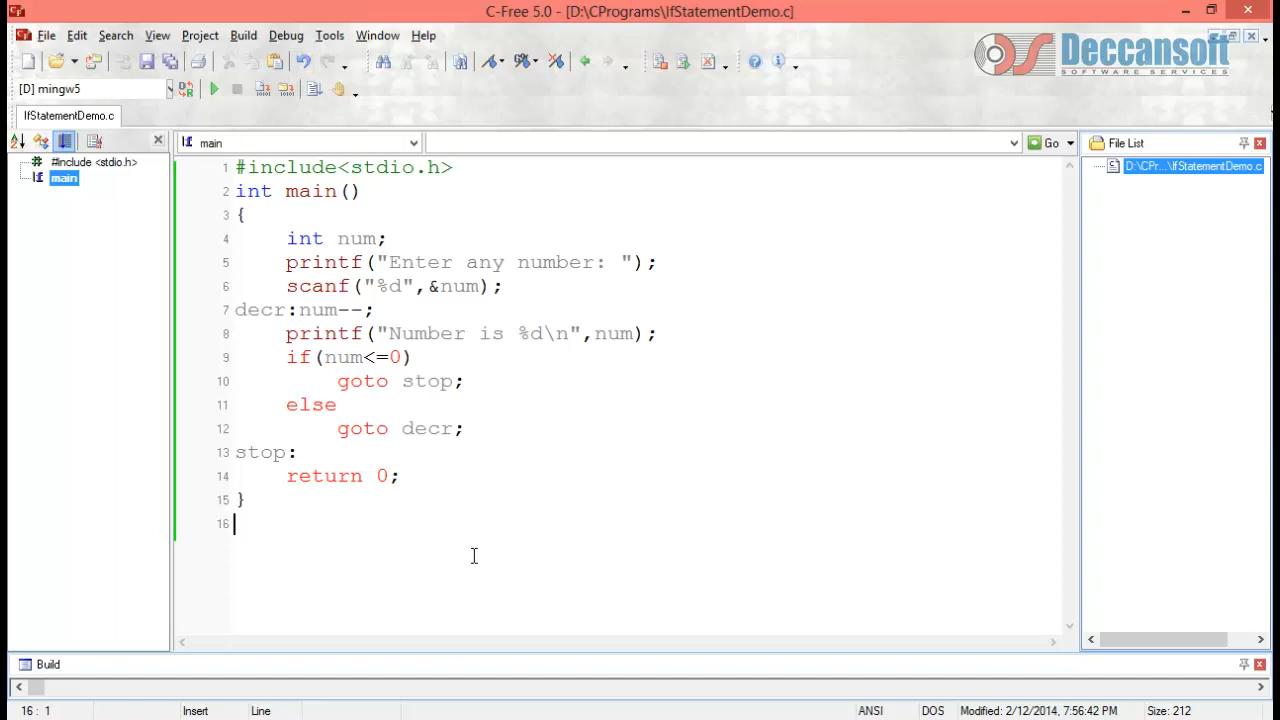 C-Free 5.0 - [D:\CPrograms\IfStatementDemo.c]
File Edit Search View Project Build Debug Tools Window Help
Deccansoft
SOFTWARE SERVICES
[D] mingw5
IfStatementDemo.c
main
Go
File List
#include <stdio.h>
main
D:\CPr...\IfStatementDemo.c
1 #include<stdio.h>
2 int main()
3 {
4 int num;
5 printf("Enter any number: ");
6 scanf("%d",&num);
7 decr:num--;
8 printf("Number is %d\n",num);
9 if(num<=0)
10 goto stop;
11 else
12 goto decr;
13 stop:
14 return 0;
15 }
16
Build
16 : 1 Insert Line ANSI DOS Modified: 2/12/2014, 7:56:42 PM Size: 212